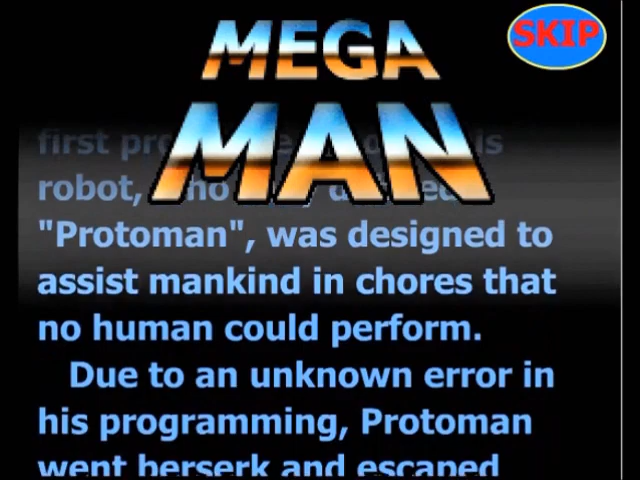 MEGA
MAN
SKIP
first
robot,
"Protoman", was designed to
assist mankind in chores that
no human could perform.
Due to an unknown error in
his programming, Protoman
went berserk and escaped